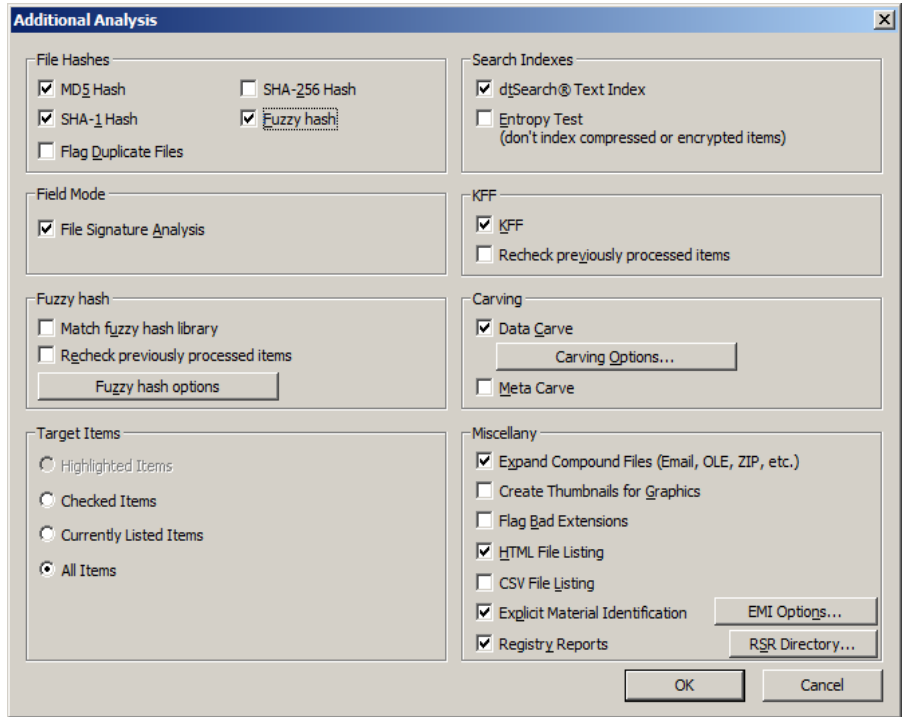 Additional Analysis
File Hashes
MD5 Hash
SHA-256 Hash
SHA-1 Hash
Fuzzy hash
Flag Duplicate Files
Field Mode
File Signature Analysis
Fuzzy hash
Match fuzzy hash library
Recheck previously processed items
Fuzzy hash options
Target Items
Highlighted Items
Checked Items
Currently Listed Items
All Items
Search Indexes
dtSearch® Text Index
Entropy Test
(don't index compressed or encrypted items)
KFF
KFF
Recheck previously processed items
Carving
Data Carve
Carving Options...
Meta Carve
Miscellany
Expand Compound Files (Email, OLE, ZIP, etc.)
Create Thumbnails for Graphics
Flag Bad Extensions
HTML File Listing
CSV File Listing
Explicit Material Identification
EMI Options...
Registry Reports
RSR Directory...
OK
Cancel